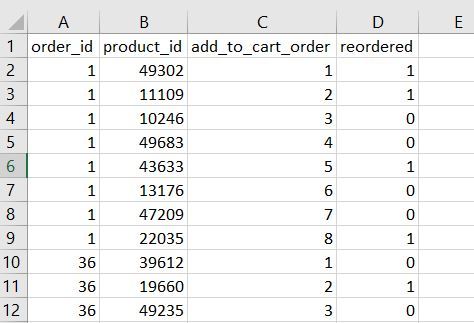 A B C D E
1 order_id product_id add_to_cart_order reordered
2 1 49302 1 1
3 1 11109 2 1
4 1 10246 3 0
5 1 49683 4 0
6 1 43633 5 1
7 1 13176 6 0
8 1 47209 7 0
9 1 22035 8 1
10 36 39612 1 0
11 36 19660 2 1
12 36 49235 3 0